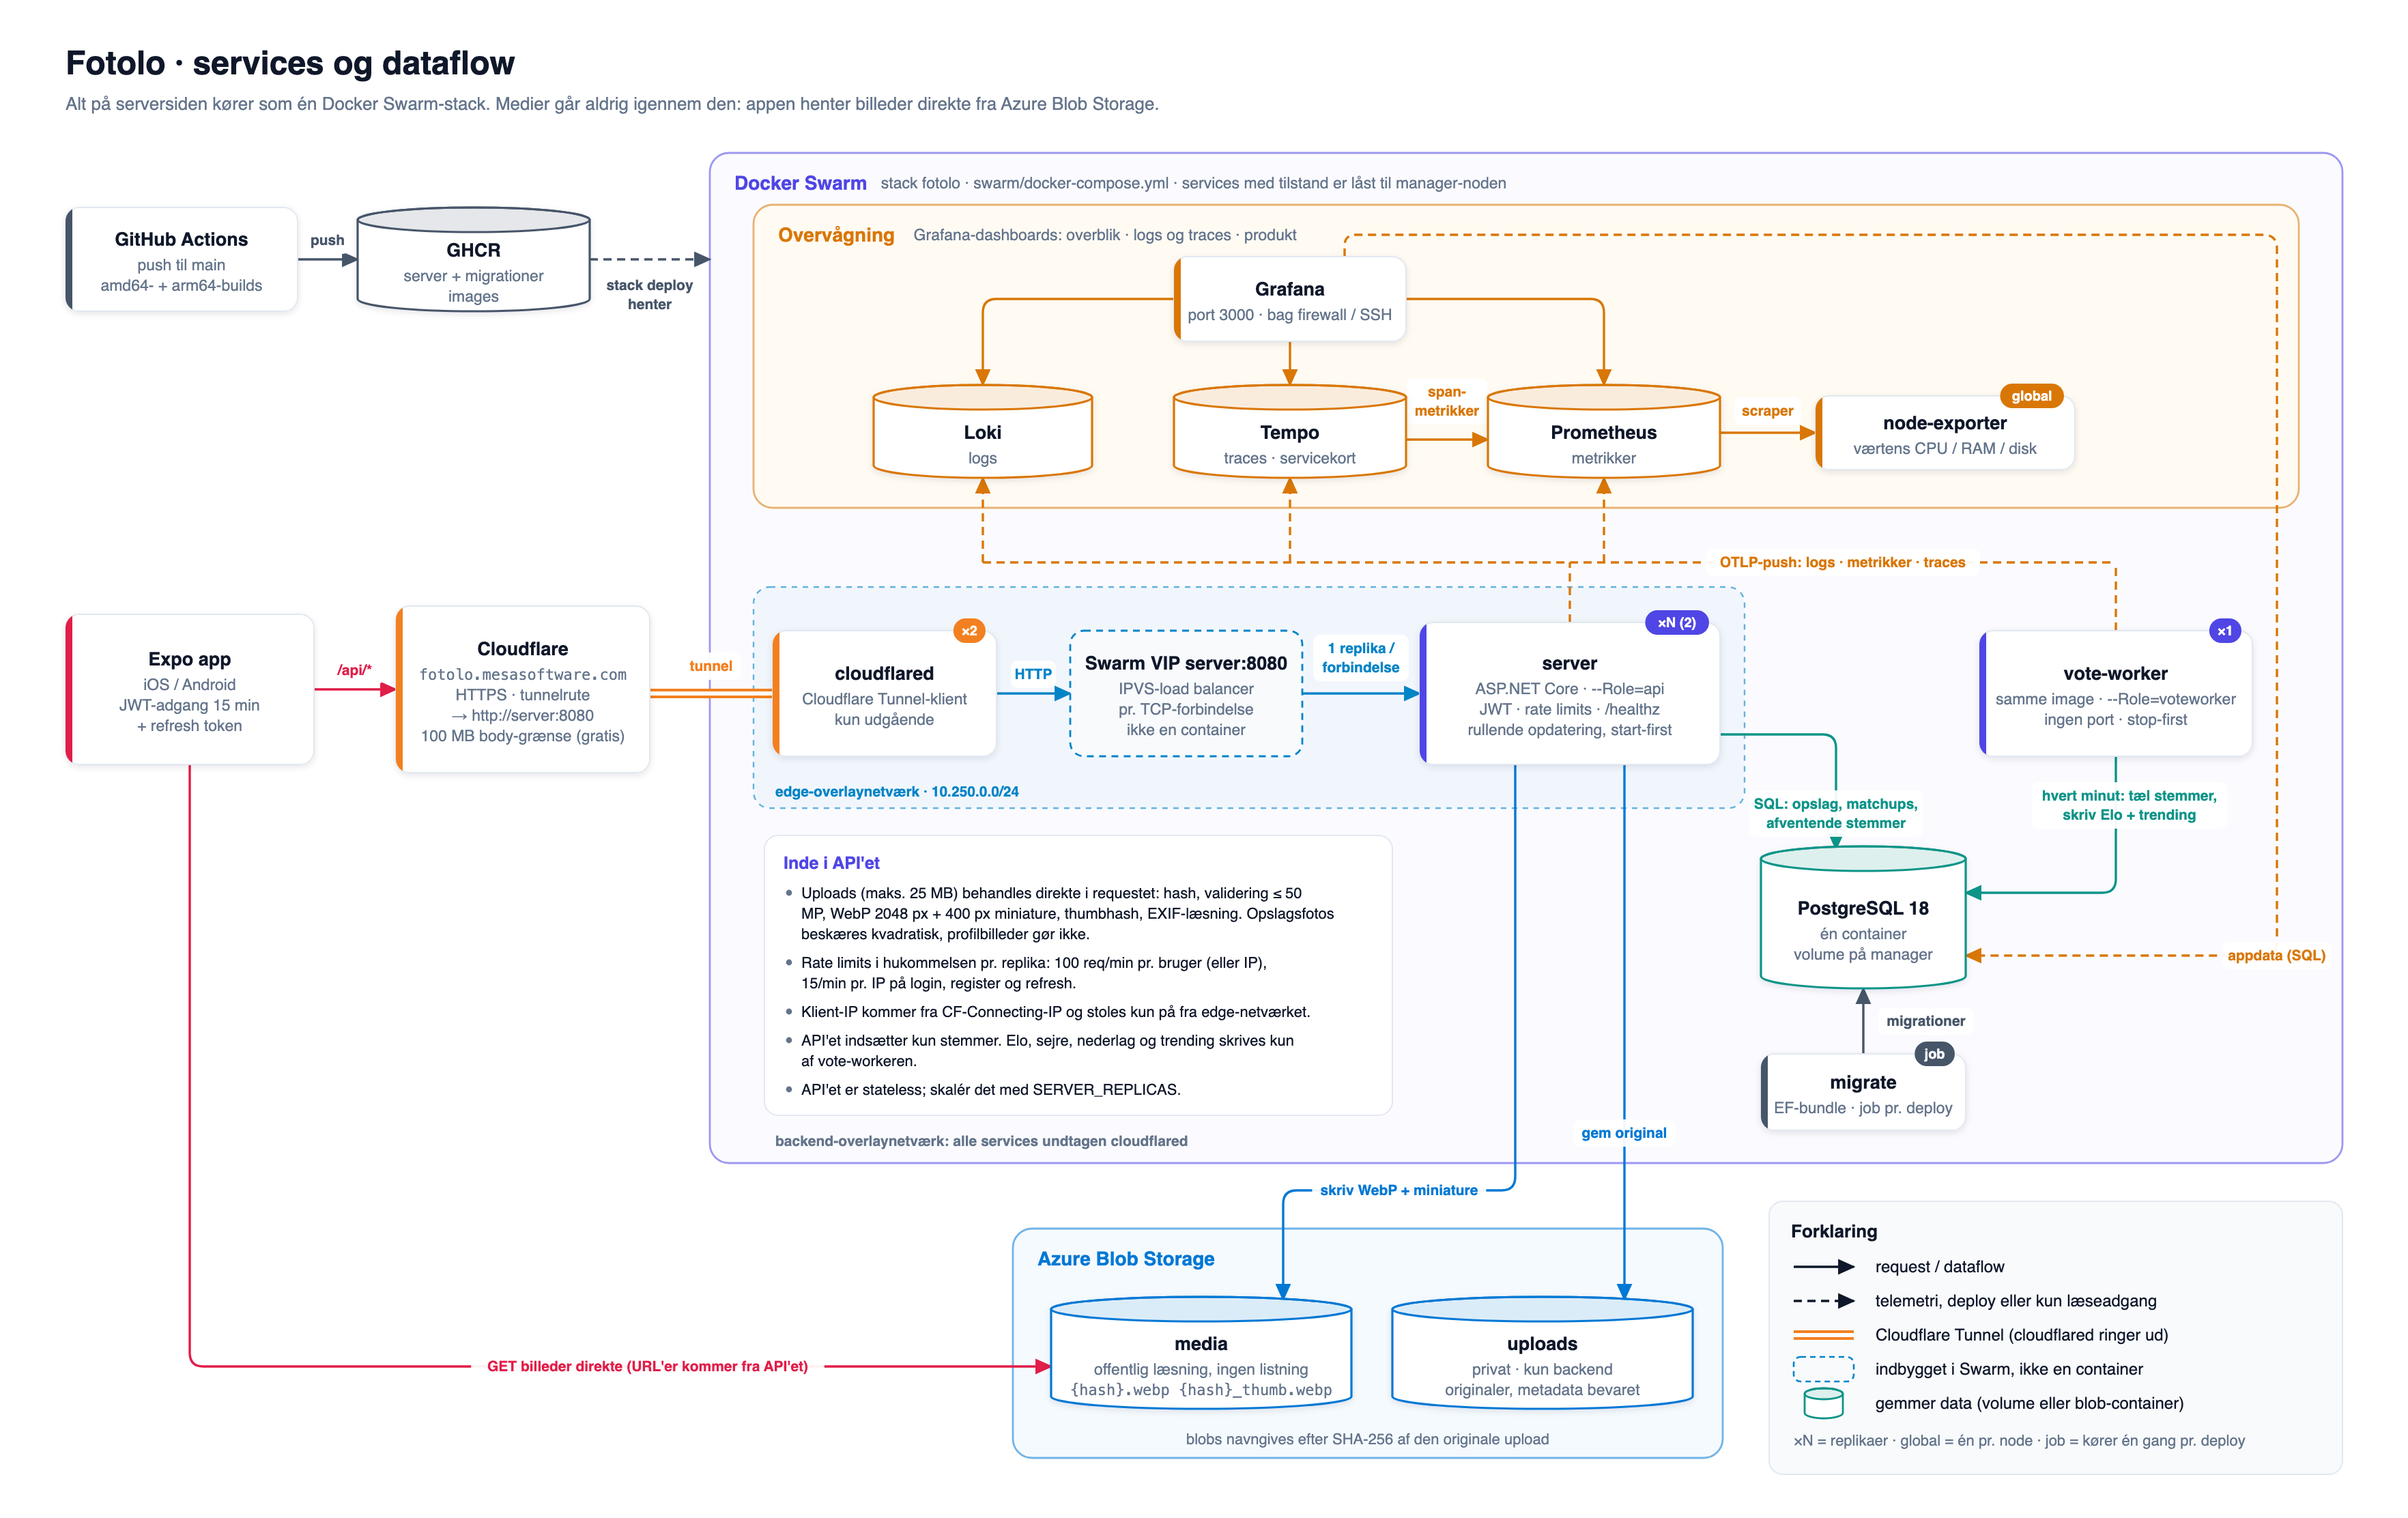 Fotolo · services og dataflow
Alt på serversiden kører som én Docker Swarm-stack. Medier går aldrig igennem den: appen henter billeder direkte fra Azure Blob Storage.
Docker Swarm stack fotolo · swarm/docker-compose.yml · services med tilstand er låst til manager-noden
GitHub Actions
push til main
amd64- + arm64-builds
push
GHCR
server + migrationer
images
stack deploy
henter
Overvågning Grafana-dashboards: overblik · logs og traces · produkt
Grafana
port 3000 · bag firewall / SSH
Loki
logs
Tempo
traces · servicekort
span-
metrikker
Prometheus
metrikker
scraper
global
node-exporter
værtens CPU / RAM / disk
OTLP-push: logs · metrikker · traces
Expo app
iOS / Android
JWT-adgang 15 min
+ refresh token
/api/*
Cloudflare
fotolo.mesasoftware.com
HTTPS · tunnelrute
→ http://server:8080
100 MB body-grænse (gratis)
tunnel
×2
cloudflared
Cloudflare Tunnel-klient
kun udgående
HTTP
Swarm VIP server:8080
IPVS-load balancer
pr. TCP-forbindelse
ikke en container
1 replika /
forbindelse
×N (2)
server
ASP.NET Core · --Role=api
JWT · rate limits · /healthz
rullende opdatering, start-first
×1
vote-worker
samme image · --Role=voteworker
ingen port · stop-first
edge-overlaynetværk · 10.250.0.0/24
SQL: opslag, matchups,
afventende stemmer
hvert minut: tæl stemmer,
skriv Elo + trending
Inde i API'et
• Uploads (maks. 25 MB) behandles direkte i requestet: hash, validering ≤ 50
MP, WebP 2048 px + 400 px miniature, thumbhash, EXIF-læsning. Opslagsfotos
beskæres kvadratisk, profilbilleder gør ikke.
• Rate limits i hukommelsen pr. replika: 100 req/min pr. bruger (eller IP),
15/min pr. IP på login, register og refresh.
• Klient-IP kommer fra CF-Connecting-IP og stoles kun på fra edge-netværket.
• API'et indsætter kun stemmer. Elo, sejre, nederlag og trending skrives kun
af vote-workeren.
• API'et er stateless; skalér det med SERVER_REPLICAS.
backend-overlaynetværk: alle services undtagen cloudflared
PostgreSQL 18
én container
volume på manager
appdata (SQL)
migrationer
job
migrate
EF-bundle · job pr. deploy
gem original
skriv WebP + miniature
Azure Blob Storage
media
offentlig læsning, ingen listning
{hash}.webp {hash}_thumb.webp
uploads
privat · kun backend
originaler, metadata bevaret
blobs navngives efter SHA-256 af den originale upload
GET billeder direkte (URL'er kommer fra API'et)
Forklaring
request / dataflow
telemetri, deploy eller kun læseadgang
Cloudflare Tunnel (cloudflared ringer ud)
indbygget i Swarm, ikke en container
gemmer data (volume eller blob-container)
×N = replikaer · global = én pr. node · job = kører én gang pr. deploy